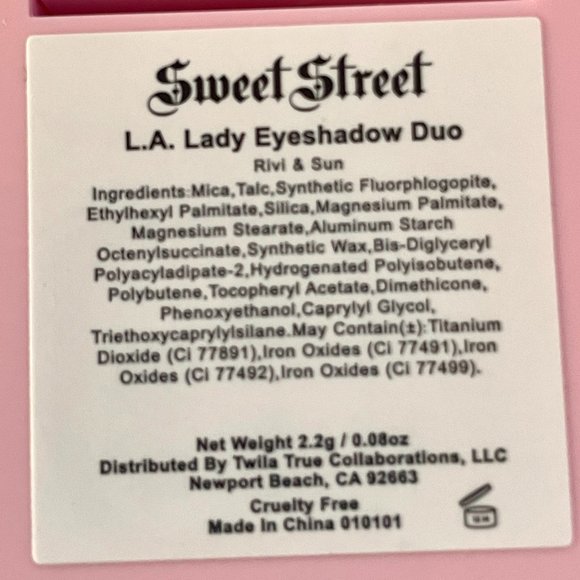 Sweet Street
L.A. Lady Eyeshadow Duo
Rivi & Sun
Ingredients:Mica,Talc,Synthetic Fluorphlogopite,
Ethylhexyl Palmitate,Silica,Magnesium Palmitate,
Magnesium Stearate,Aluminum Starch
Octenylsuccinate,Synthetic Wax,Bis-Diglyceryl
Polyacyladipate-2,Hydrogenated Polyisobutene,
Polybutene,Tocopheryl Acetate,Dimethicone,
Phenoxyethanol,Caprylyl Glycol,
Triethoxycaprylylsilane.May Contain(±):Titanium
Dioxide (Ci 77891),Iron Oxides (Ci 77491),Iron
Oxides (Ci 77492),Iron Oxides (Ci 77499).
Net Weight 2.2g / 0.08oz
Distributed By Twila True Collaborations, LLC
Newport Beach, CA 92663
Cruelty Free
Made In China 010101